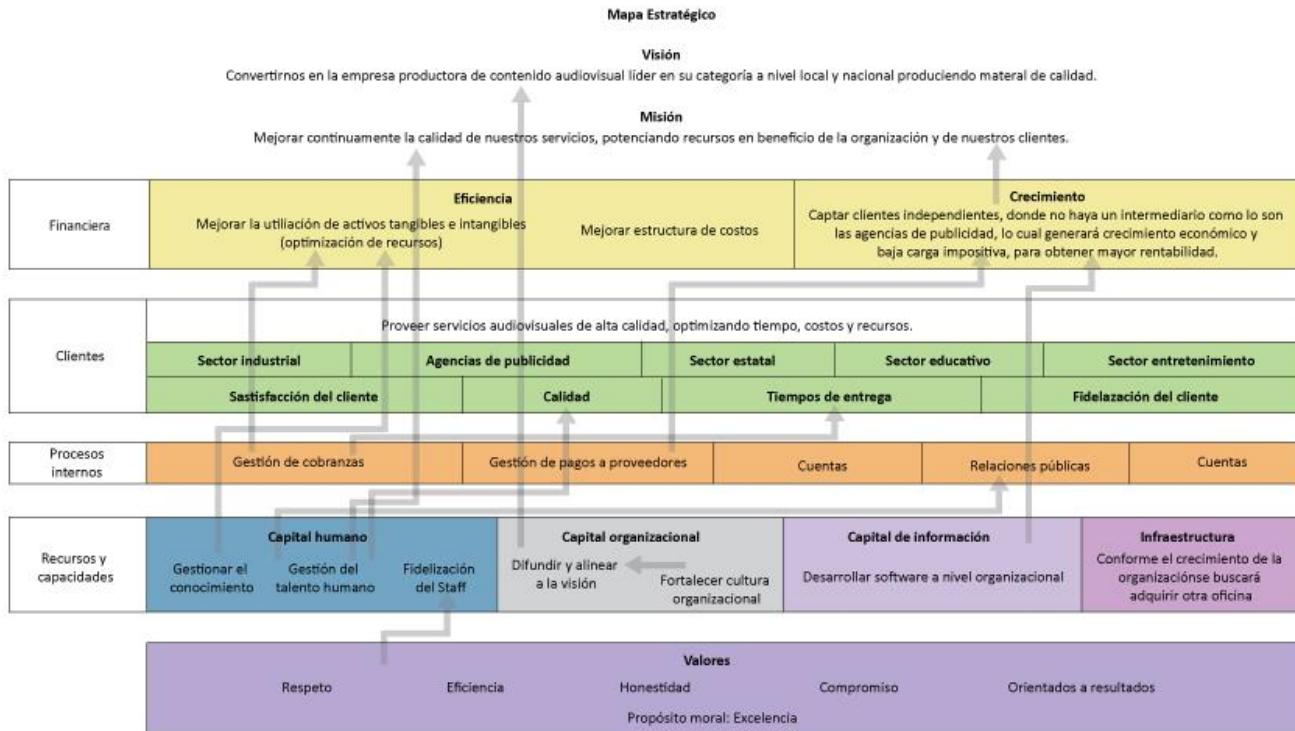 Mapa Estratégico
Visión
Convertirnos en la empresa productora de contenido audiovisual líder en su categoría a nivel local y nacional produciendo materal de calidad.
Misión
Mejorar continuamente la calidad de nuestros servicios, potenciando recursos en beneficio de la organización y de nuestros clientes.
Financiera
Eficiencia
Mejorar la utiliación de activos tangibles e intangibles
(optimización de recursos)
Mejorar estructura de costos
Crecimiento
Captar clientes independientes, donde no haya un intermediario como lo son
las agencias de publicidad, lo cual generará crecimiento económico y
baja carga impositiva, para obtener mayor rentabilidad.
Clientes
Proveer servicios audiovisuales de alta calidad, optimizando tiempo, costos y recursos.
Sector industrial
Agencias de publicidad
Sector estatal
Sector educativo
Sector entretenimiento
Sastisfacción del cliente
Calidad
Tiempos de entrega
Fidelazación del cliente
Procesos
internos
Gestión de cobranzas
Gestión de pagos a proveedores
Cuentas
Relaciones públicas
Cuentas
Recursos y
capacidades
Capital humano
Gestionar el
conocimiento
Gestión del
talento humano
Fidelización
del Staff
Capital organizacional
Difundir y alinear
a la visión
Fortalecer cultura
organizacional
Capital de información
Desarrollar software a nivel organizacional
Infraestructura
Conforme el crecimiento de la
organizaciónse buscará
adquirir otra oficina
Valores
Respeto
Eficiencia
Honestidad
Compromiso
Orientados a resultados
Propósito moral: Excelencia